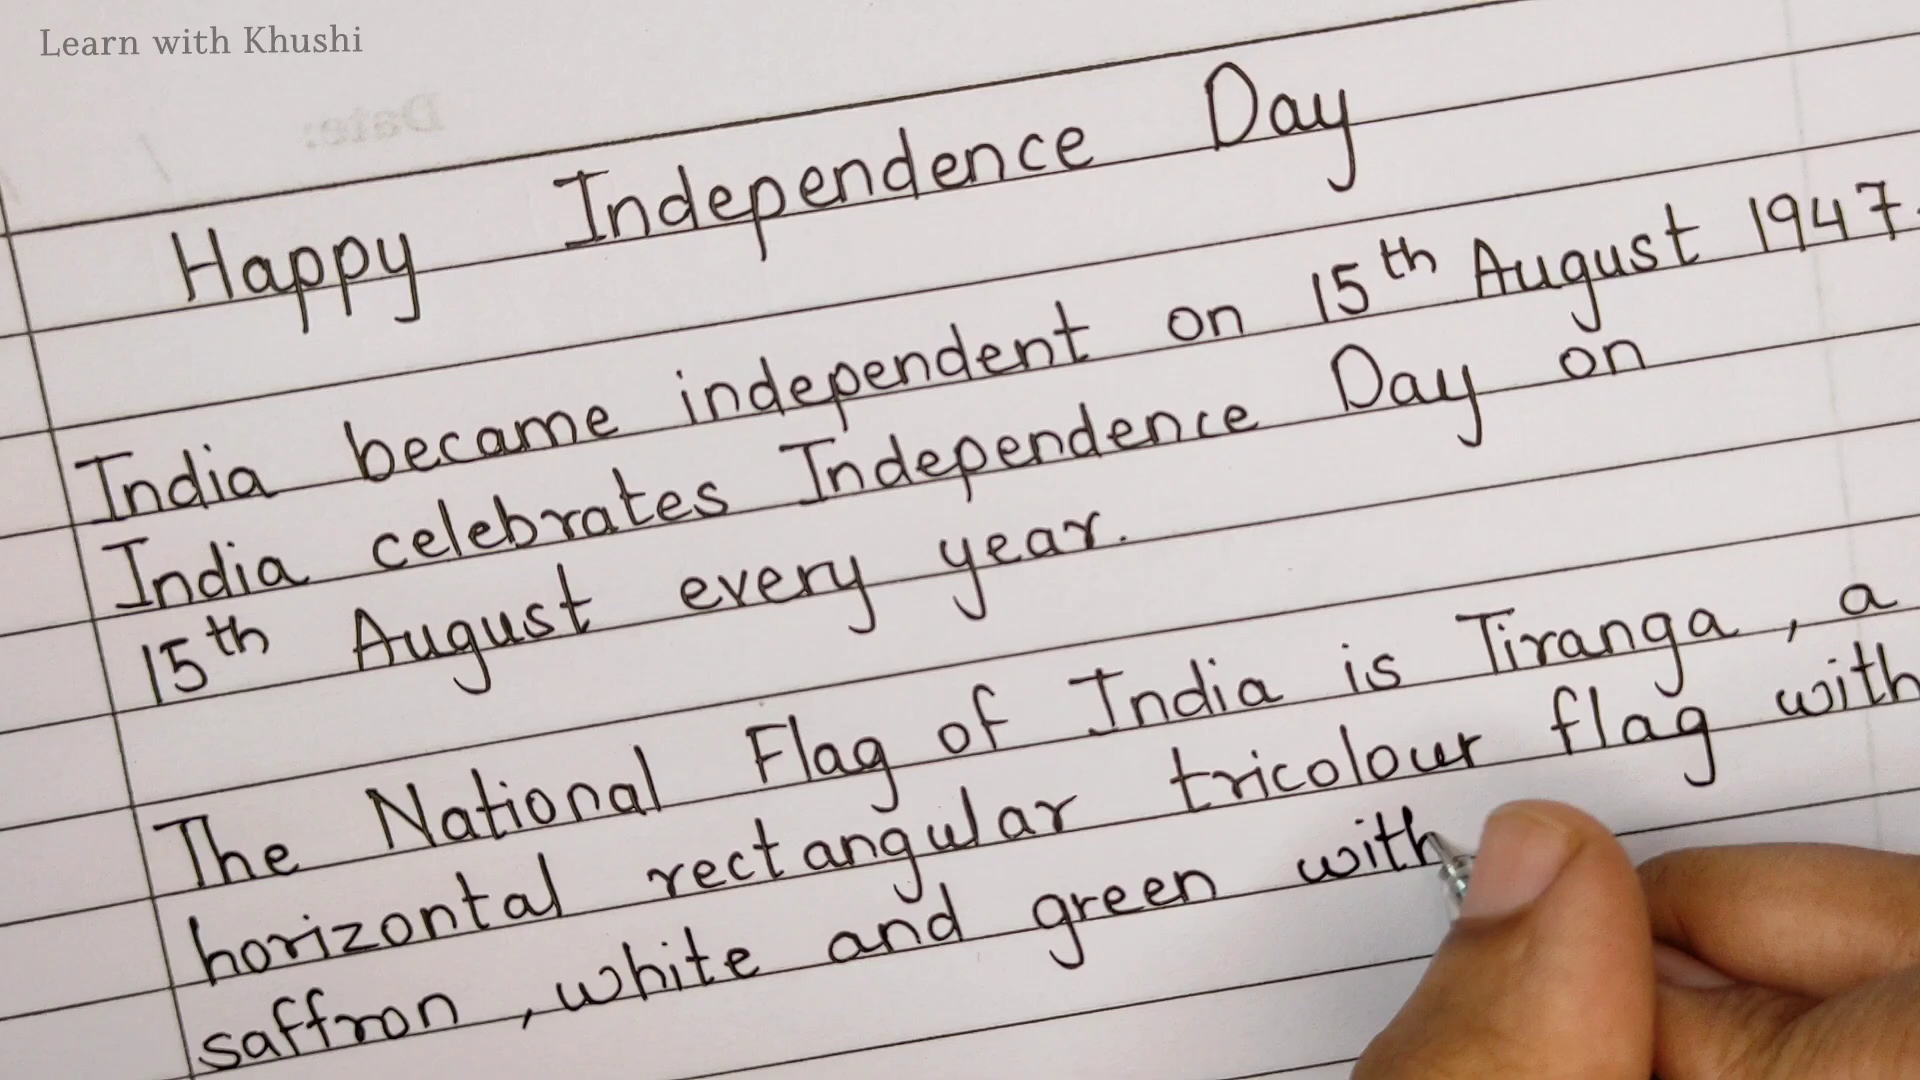 Learn with Khushi
Date:
Happy Independence Day
India became independent on 15th August 1947.
India celebrates Independence Day on
15th August every year.
The National Flag of India is Tiranga, a
horizontal rectangular tricolour flag with
saffron, white and green with